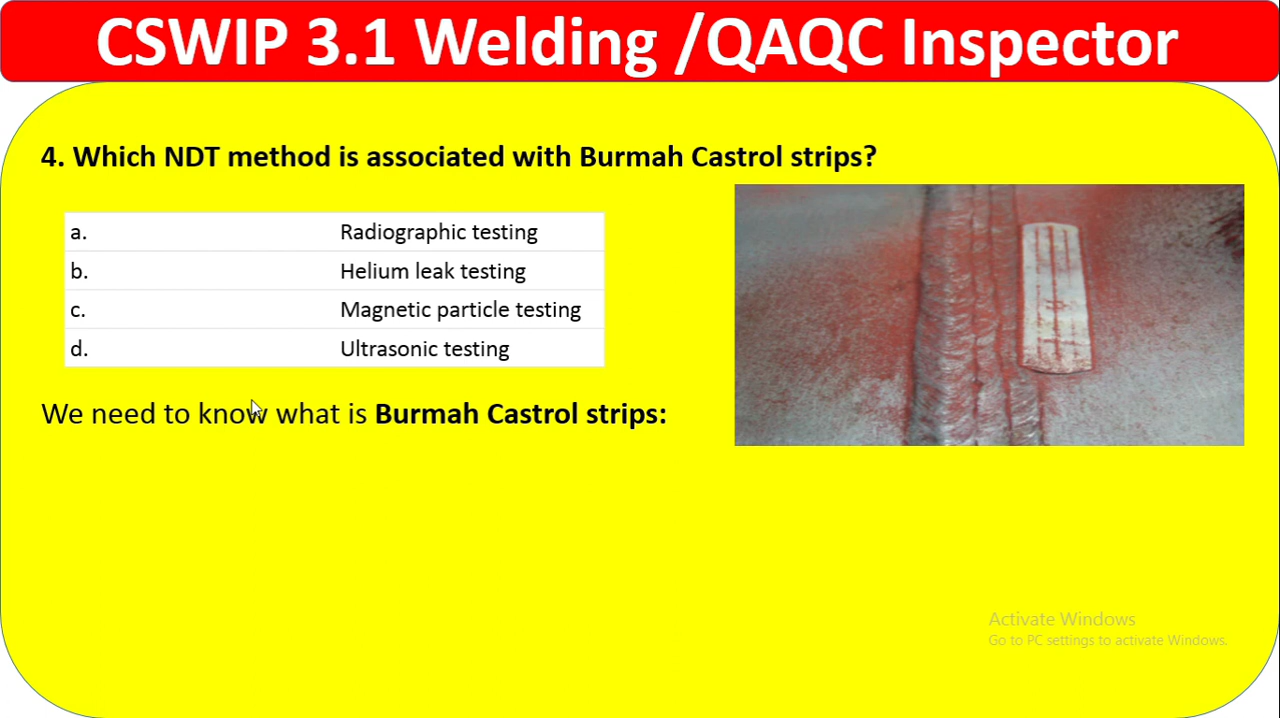 CSWIP 3.1 Welding /QAQC Inspector
4. Which NDT method is associated with Burmah Castrol strips?
a. Radiographic testing
b. Helium leak testing
c. Magnetic particle testing
d. Ultrasonic testing
We need to know what is Burmah Castrol strips:
Activate Windows
Go to PC settings to activate Windows.